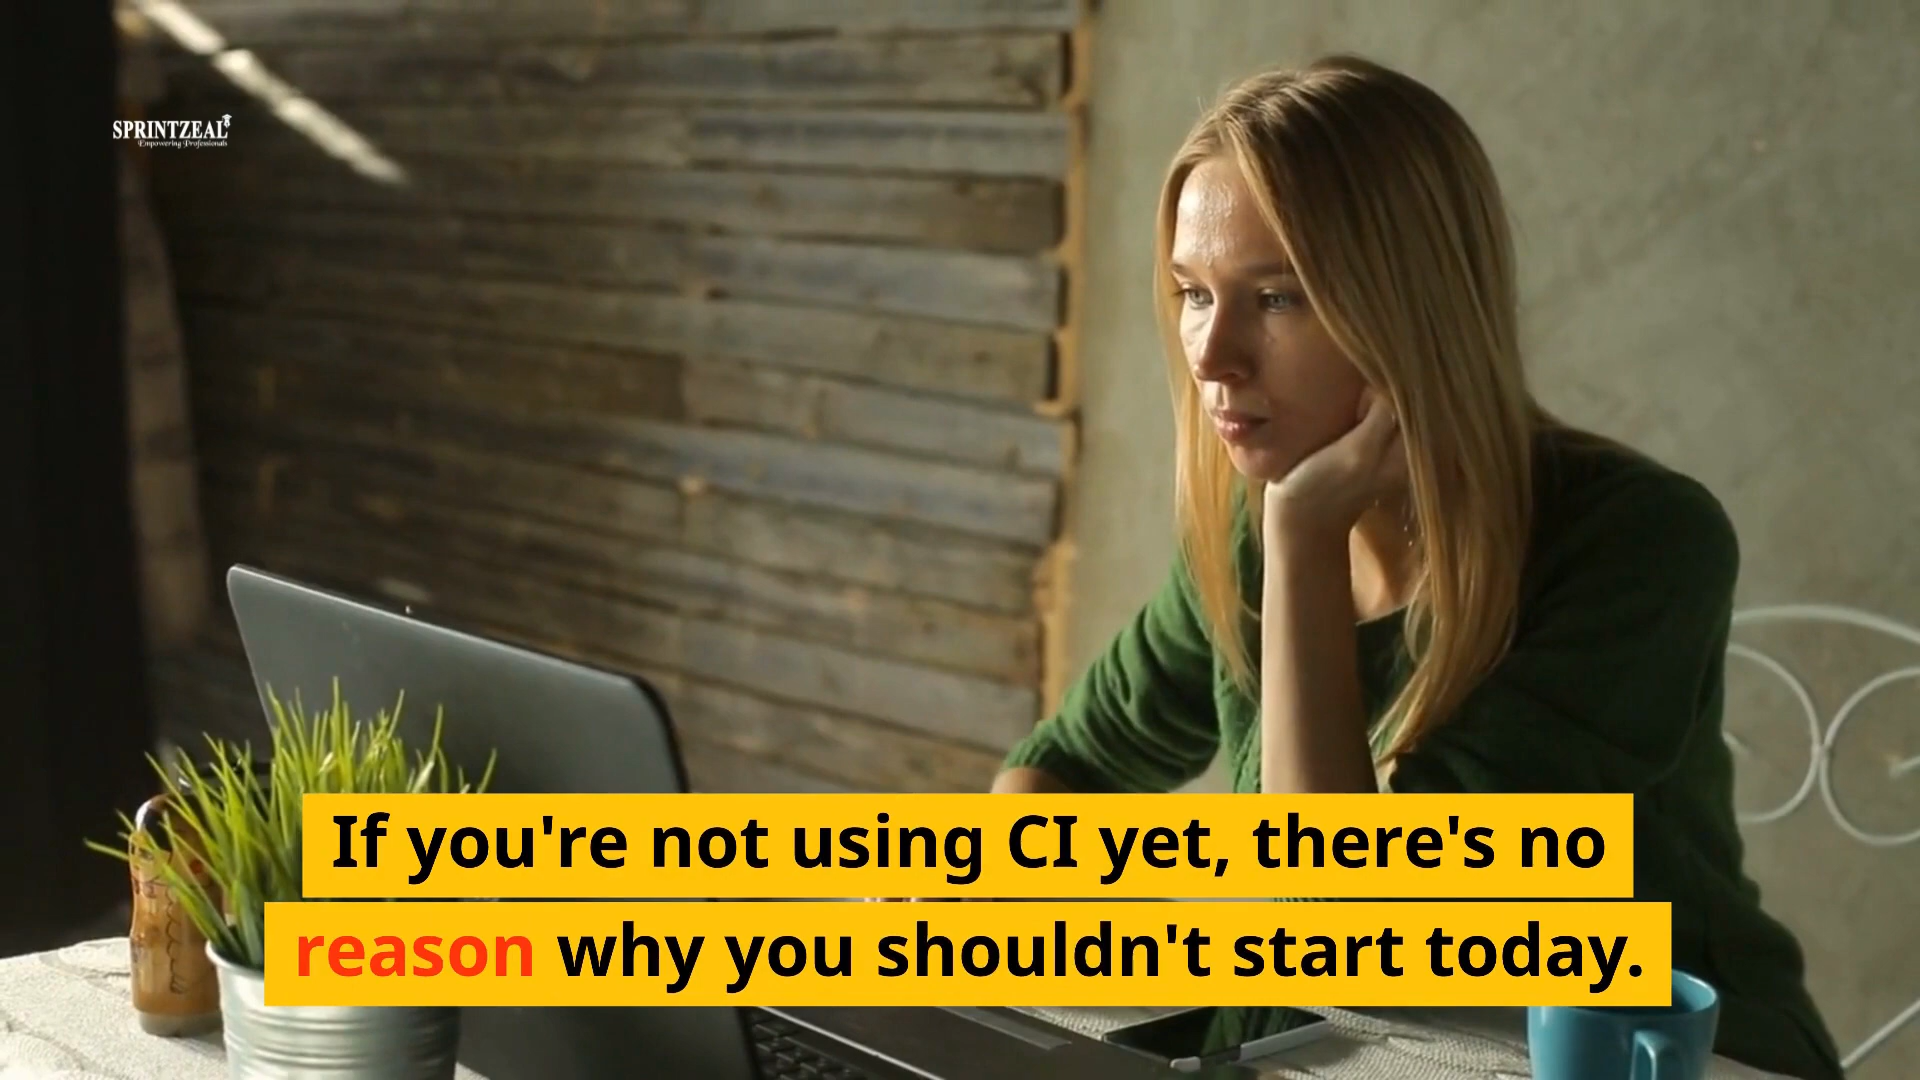 SPRINTZEAL
Empowering Professionals
If you're not using CI yet, there's no
reason why you shouldn't start today.